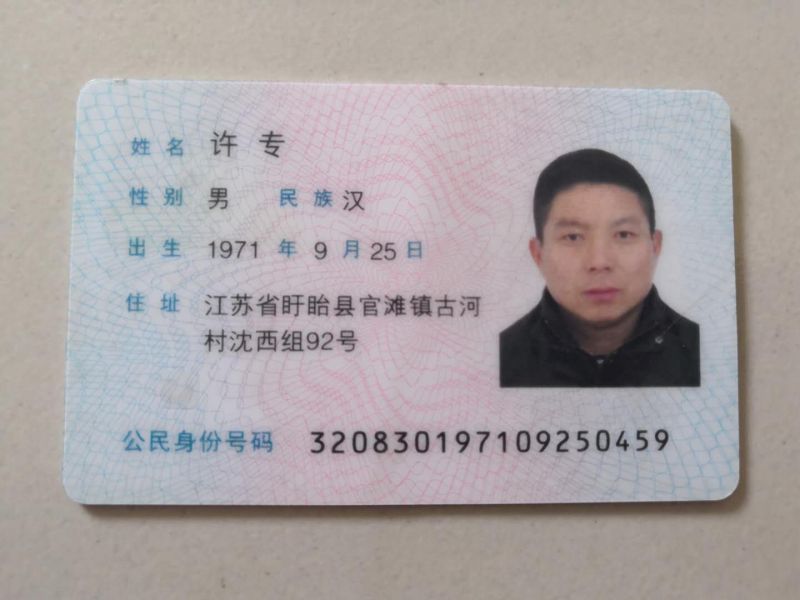 姓名 许专
性别 男 民族 汉
出生 1971 年 9 月 25 日
住址 江苏省盱眙县官滩镇古河
村沈西组92号
公民身份号码 320830197109250459